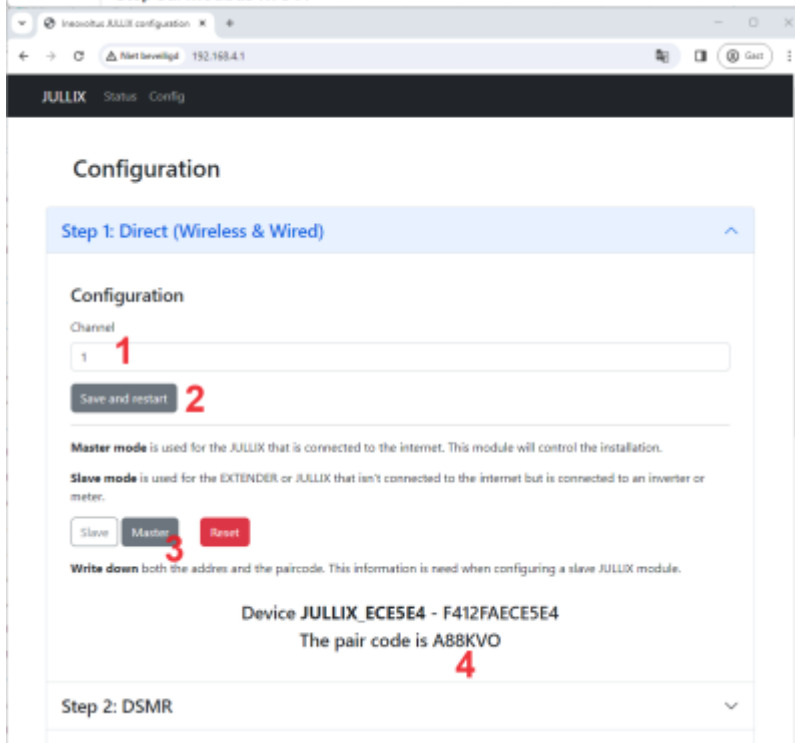 Ineovoitus JULLIX configuration
Niet beveiligd 192.168.4.1
Gast
JULLIX Status Config
Configuration
Step 1: Direct (Wireless & Wired)
Configuration
Channel
1
1
Save and restart 2
Master mode is used for the JULLIX that is connected to the internet. This module will control the installation.
Slave mode is used for the EXTENDER or JULLIX that isn't connected to the internet but is connected to an inverter or
meter.
Slave Master Reset
3
Write down both the addres and the paircode. This information is need when configuring a slave JULLIX module.
Device JULLIX_ECE5E4 - F412FAECE5E4
The pair code is A88KVO
4
Step 2: DSMR